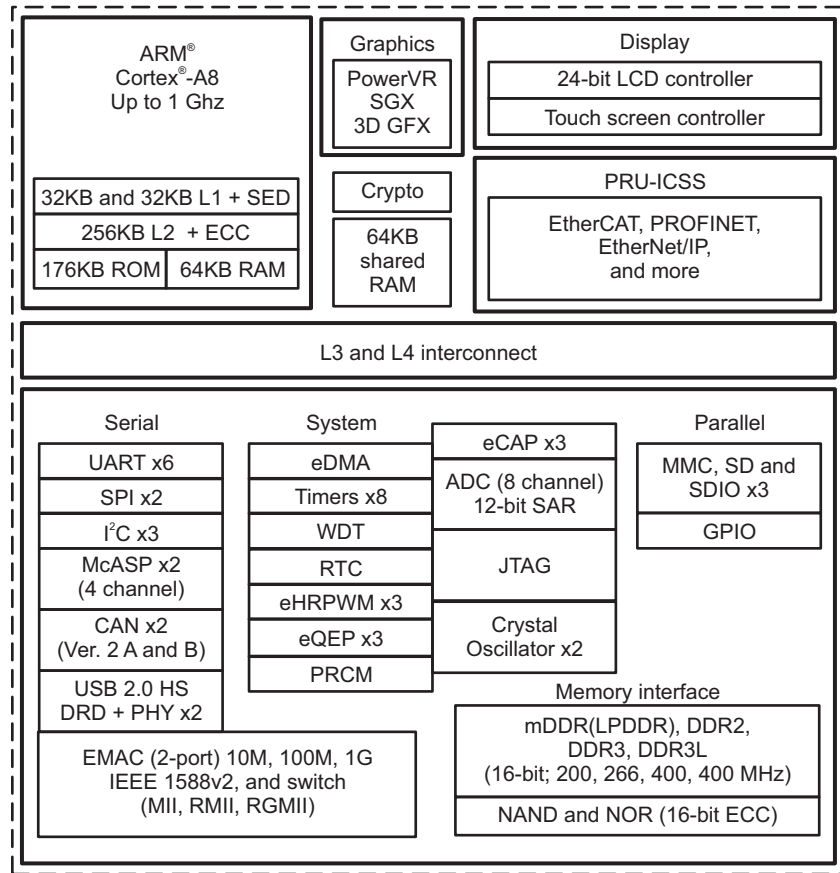 ARM®
Cortex®-A8
Up to 1 Ghz
32KB and 32KB L1 + SED
256KB L2 + ECC
176KB ROM
64KB RAM
Graphics
PowerVR
SGX
3D GFX
Crypto
64KB
shared
RAM
Display
24-bit LCD controller
Touch screen controller
PRU-ICSS
EtherCAT, PROFINET,
EtherNet/IP,
and more
L3 and L4 interconnect
Serial
UART x6
SPI x2
I²C x3
McASP x2
(4 channel)
CAN x2
(Ver. 2 A and B)
USB 2.0 HS
DRD + PHY x2
EMAC (2-port) 10M, 100M, 1G
IEEE 1588v2, and switch
(MII, RMII, RGMII)
System
eDMA
Timers x8
WDT
RTC
eHRPWM x3
eQEP x3
PRCM
eCAP x3
ADC (8 channel)
12-bit SAR
JTAG
Crystal
Oscillator x2
Parallel
MMC, SD and
SDIO x3
GPIO
Memory interface
mDDR(LPDDR), DDR2,
DDR3, DDR3L
(16-bit; 200, 266, 400, 400 MHz)
NAND and NOR (16-bit ECC)